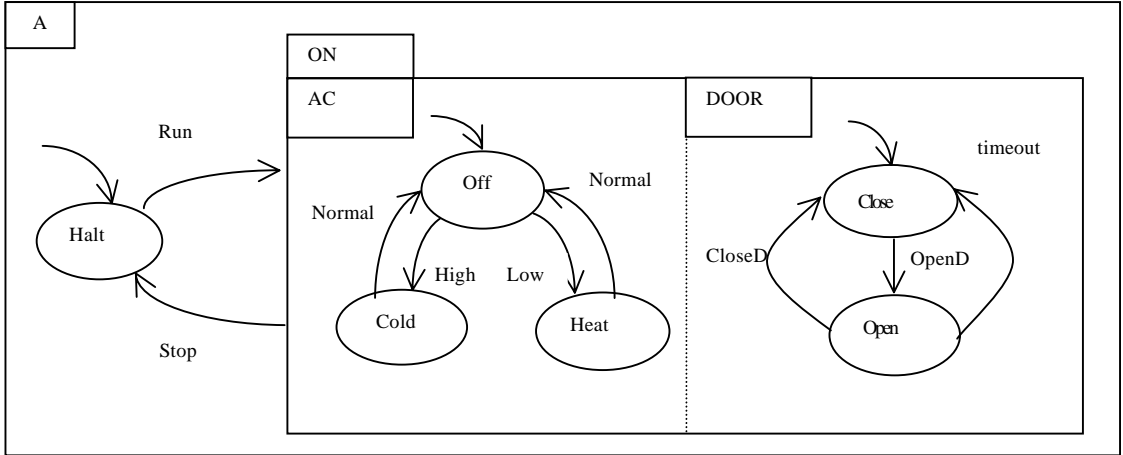 A
ON
AC
DOOR
Run
timeout
Off
Normal
Normal
Close
Halt
CloseD
OpenD
High
Low
Cold
Heat
Open
Stop